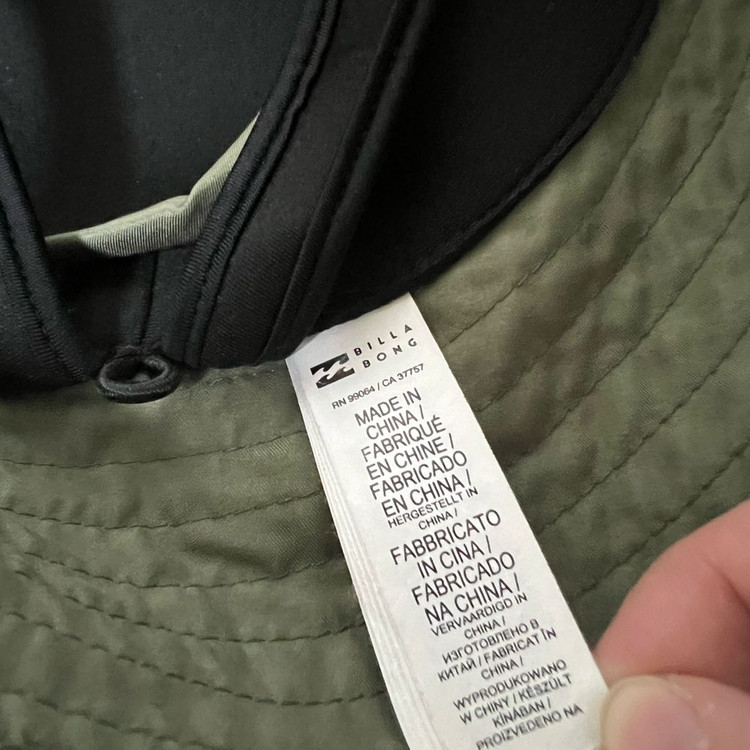 BILLA
BONG
RN 99064 / CA 37757
MADE IN
CHINA /
FABRIQUÉ
EN CHINE /
FABRICADO
EN CHINA /
HERGESTELLT IN
CHINA /
FABBRICATO
IN CINA /
FABRICADO
NA CHINA /
VERVAARDIGD IN
CHINA /
ИЗГОТОВЛЕНО В
КИТАЙ / FABRICAT ÎN
CHINA /
WYPRODUKOWANO
W CHINY / KÉSZÜLT
KÍNÁBAN /
PROIZVEDENO NA